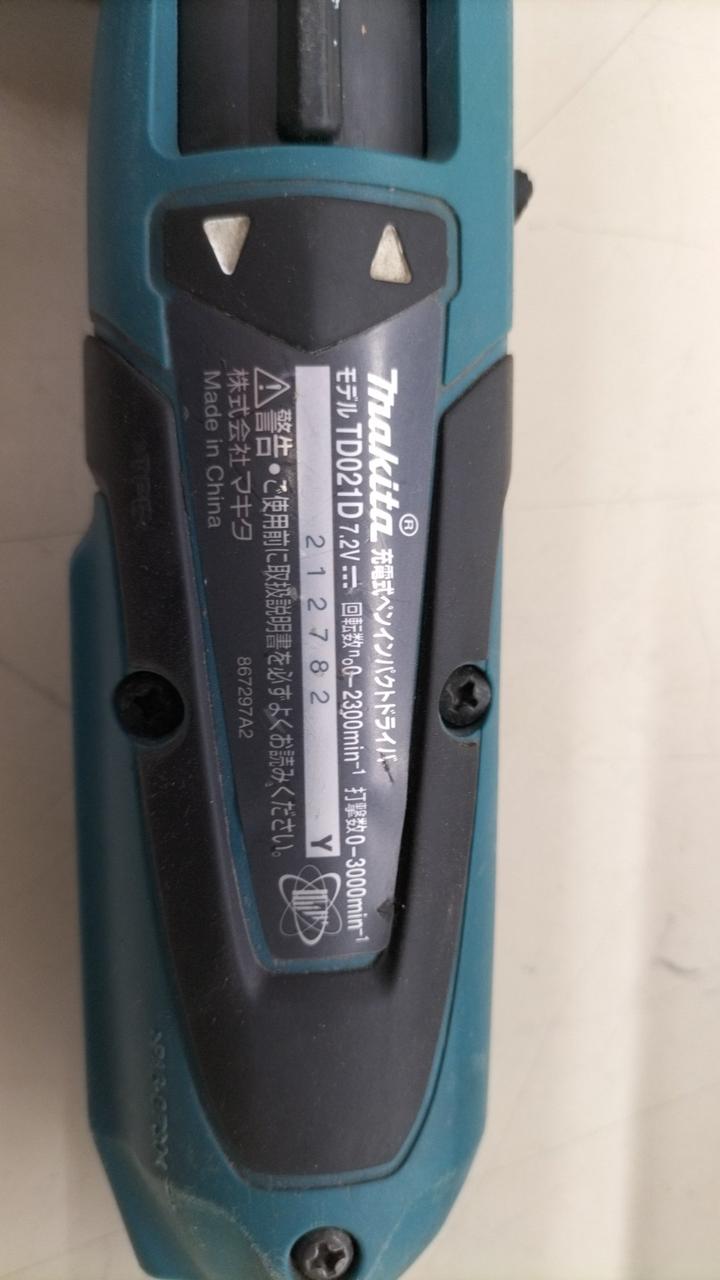 makita® 充電式ペンインパクトドライバ
モデル TD021D 7.2V⎓ 回転数n₀0−2300min⁻¹ 打撃数0−3000min⁻¹
212782 Y
⚠警告 ●ご使用前に取扱説明書を必ずよくお読みください。
株式会社 マキタ 867297A2
Made in China